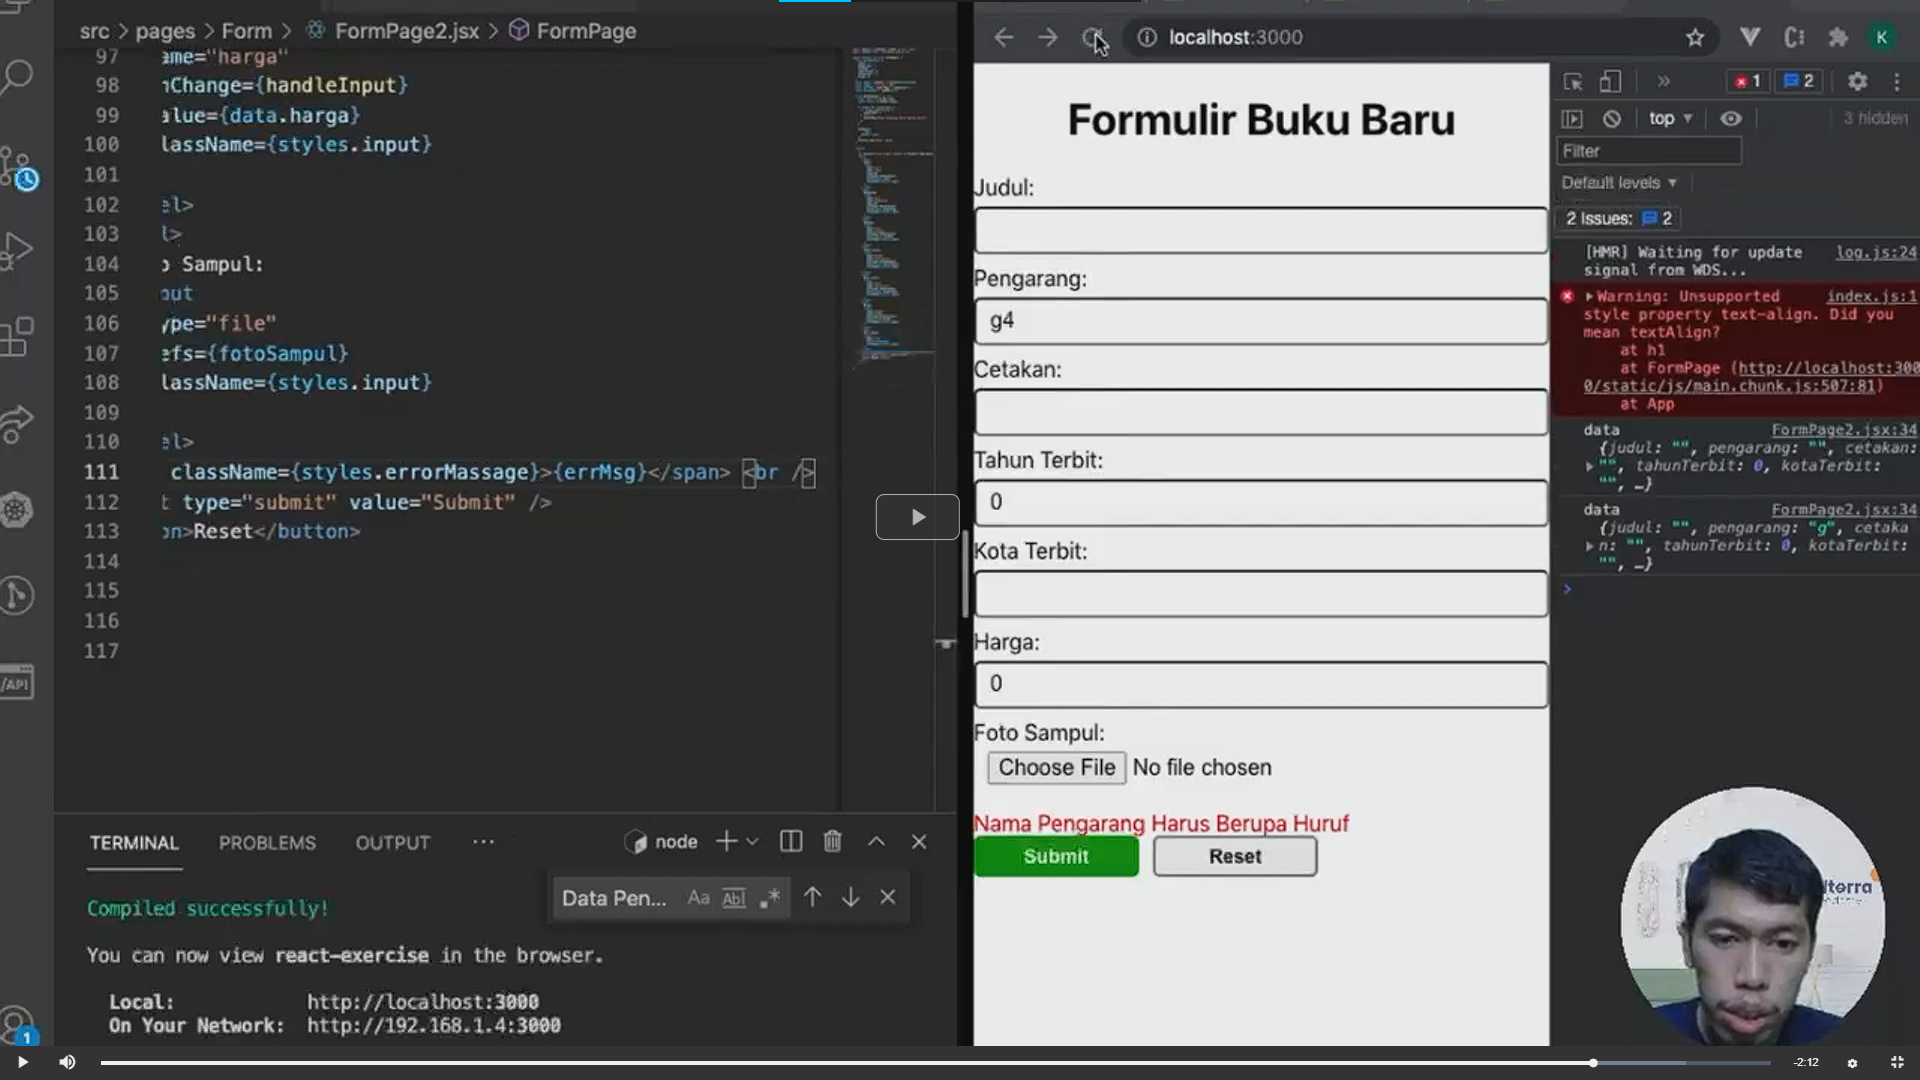 src > pages > Form > FormPage2.jsx > FormPage
97 ame="harga"
98 nChange={handleInput}
99 alue={data.harga}
100 lassName={styles.input}
101
102 el>
103 l>
104 o Sampul:
105 put
106 ype="file"
107 efs={fotoSampul}
108 lassName={styles.input}
109
110 el>
111 className={styles.errorMassage}>{errMsg}</span> <br />
112 t type="submit" value="Submit" />
113 on>Reset</button>
114
115
116
117
/API
1
TERMINAL PROBLEMS OUTPUT ... node
Data Pen... Aa Abl .*
Compiled successfully!
You can now view react-exercise in the browser.
Local: http://localhost:3000
On Your Network: http://192.168.1.4:3000
localhost:3000
K
Formulir Buku Baru
Judul:
Pengarang:
g4
Cetakan:
Tahun Terbit:
0
Kota Terbit:
Harga:
0
Foto Sampul:
Choose File No file chosen
Nama Pengarang Harus Berupa Huruf
Submit Reset
1 2
top 3 hidden
Filter
Default levels
2 Issues: 2
[HMR] Waiting for update log.js:24
signal from WDS...
Warning: Unsupported index.js:1
style property text-align. Did you
mean textAlign?
at h1
at FormPage (http://localhost:300
0/static/js/main.chunk.js:507:81)
at App
data FormPage2.jsx:34
{judul: "", pengarang: "", cetakan:
"", tahunTerbit: 0, kotaTerbit:
"", …}
data FormPage2.jsx:34
{judul: "", pengarang: "g", cetaka
n: "", tahunTerbit: 0, kotaTerbit:
"", …}
lterra
-2:12